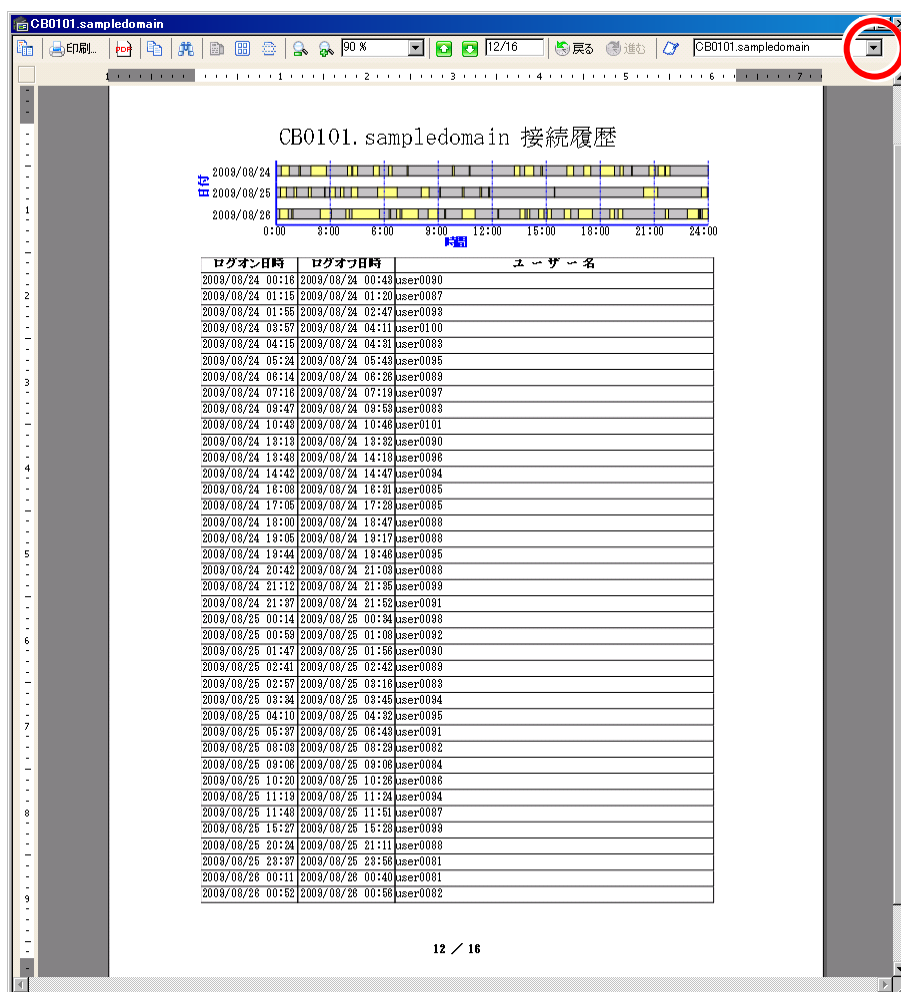 CB0101.sampledomain
印刷... PDF 90 % 12/16 戻る 進む CB0101.sampledomain
1 2 3 4 5 6 7
CB0101.sampledomain 接続履歴
日付
2009/08/24
2009/08/25
2009/08/26
0:00 3:00 6:00 9:00 12:00 15:00 18:00 21:00 24:00
時間
ログオン日時 ログオフ日時 ユーザー名
2009/08/24 00:16 2009/08/24 00:43 user0090
2009/08/24 01:15 2009/08/24 01:20 user0087
2009/08/24 01:55 2009/08/24 02:47 user0093
2009/08/24 03:57 2009/08/24 04:11 user0100
2009/08/24 04:15 2009/08/24 04:31 user0083
2009/08/24 05:24 2009/08/24 05:43 user0095
2009/08/24 06:14 2009/08/24 06:26 user0089
2009/08/24 07:16 2009/08/24 07:19 user0097
2009/08/24 09:47 2009/08/24 09:53 user0083
2009/08/24 10:43 2009/08/24 10:46 user0101
2009/08/24 13:13 2009/08/24 13:32 user0090
2009/08/24 13:48 2009/08/24 14:18 user0096
2009/08/24 14:42 2009/08/24 14:47 user0094
2009/08/24 16:08 2009/08/24 16:31 user0085
2009/08/24 17:05 2009/08/24 17:28 user0085
2009/08/24 18:00 2009/08/24 18:47 user0088
2009/08/24 19:05 2009/08/24 19:17 user0088
2009/08/24 19:44 2009/08/24 19:46 user0095
2009/08/24 20:42 2009/08/24 21:03 user0088
2009/08/24 21:12 2009/08/24 21:35 user0099
2009/08/24 21:37 2009/08/24 21:52 user0091
2009/08/25 00:14 2009/08/25 00:34 user0098
2009/08/25 00:59 2009/08/25 01:08 user0092
2009/08/25 01:47 2009/08/25 01:56 user0090
2009/08/25 02:41 2009/08/25 02:42 user0089
2009/08/25 02:57 2009/08/25 03:16 user0083
2009/08/25 03:34 2009/08/25 03:45 user0094
2009/08/25 04:10 2009/08/25 04:32 user0095
2009/08/25 05:37 2009/08/25 06:43 user0091
2009/08/25 08:03 2009/08/25 08:29 user0082
2009/08/25 09:06 2009/08/25 09:06 user0084
2009/08/25 10:20 2009/08/25 10:26 user0086
2009/08/25 11:19 2009/08/25 11:24 user0094
2009/08/25 11:48 2009/08/25 11:51 user0087
2009/08/25 15:27 2009/08/25 15:28 user0099
2009/08/25 20:24 2009/08/25 21:11 user0088
2009/08/25 23:37 2009/08/25 23:56 user0081
2009/08/26 00:11 2009/08/26 00:40 user0081
2009/08/26 00:52 2009/08/26 00:56 user0082
12 / 16
1
2
3
4
5
6
7
8
9